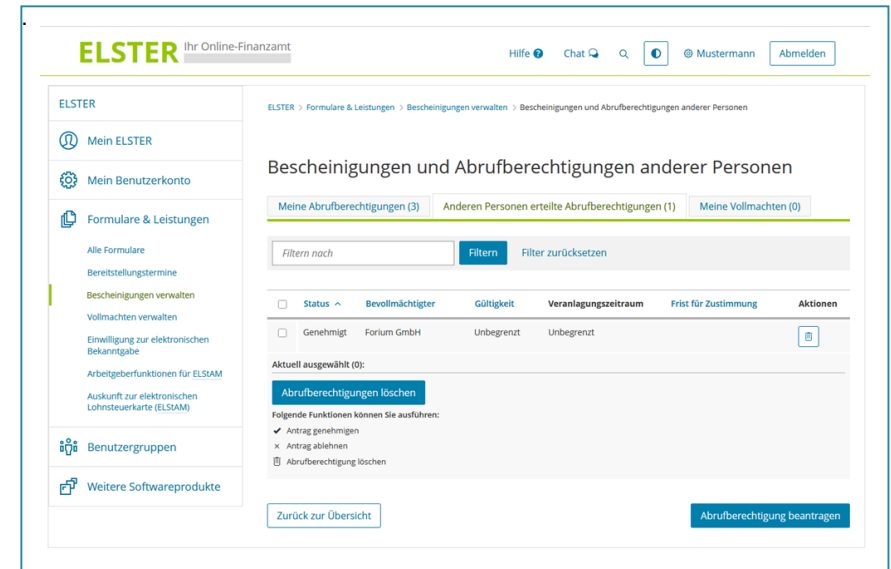 .
ELSTER Ihr Online-Finanzamt
Hilfe ? Chat Mustermann Abmelden
ELSTER
Mein ELSTER
Mein Benutzerkonto
Formulare & Leistungen
Alle Formulare
Bereitstellungstermine
Bescheinigungen verwalten
Vollmachten verwalten
Einwilligung zur elektronischen
Bekanntgabe
Arbeitgeberfunktionen für ELStAM
Auskunft zur elektronischen
Lohnsteuerkarte (ELStAM)
Benutzergruppen
Weitere Softwareprodukte
ELSTER > Formulare & Leistungen > Bescheinigungen verwalten > Bescheinigungen und Abrufberechtigungen anderer Personen
Bescheinigungen und Abrufberechtigungen anderer Personen
Meine Abrufberechtigungen (3) Anderen Personen erteilte Abrufberechtigungen (1) Meine Vollmachten (0)
Filtern nach Filtern Filter zurücksetzen
Status Bevollmächtigter Gültigkeit Veranlagungszeitraum Frist für Zustimmung Aktionen
Genehmigt Forium GmbH Unbegrenzt Unbegrenzt
Aktuell ausgewählt (0):
Abrufberechtigungen löschen
Folgende Funktionen können Sie ausführen:
✔ Antrag genehmigen
× Antrag ablehnen
Abrufberechtigung löschen
Zurück zur Übersicht Abrufberechtigung beantragen